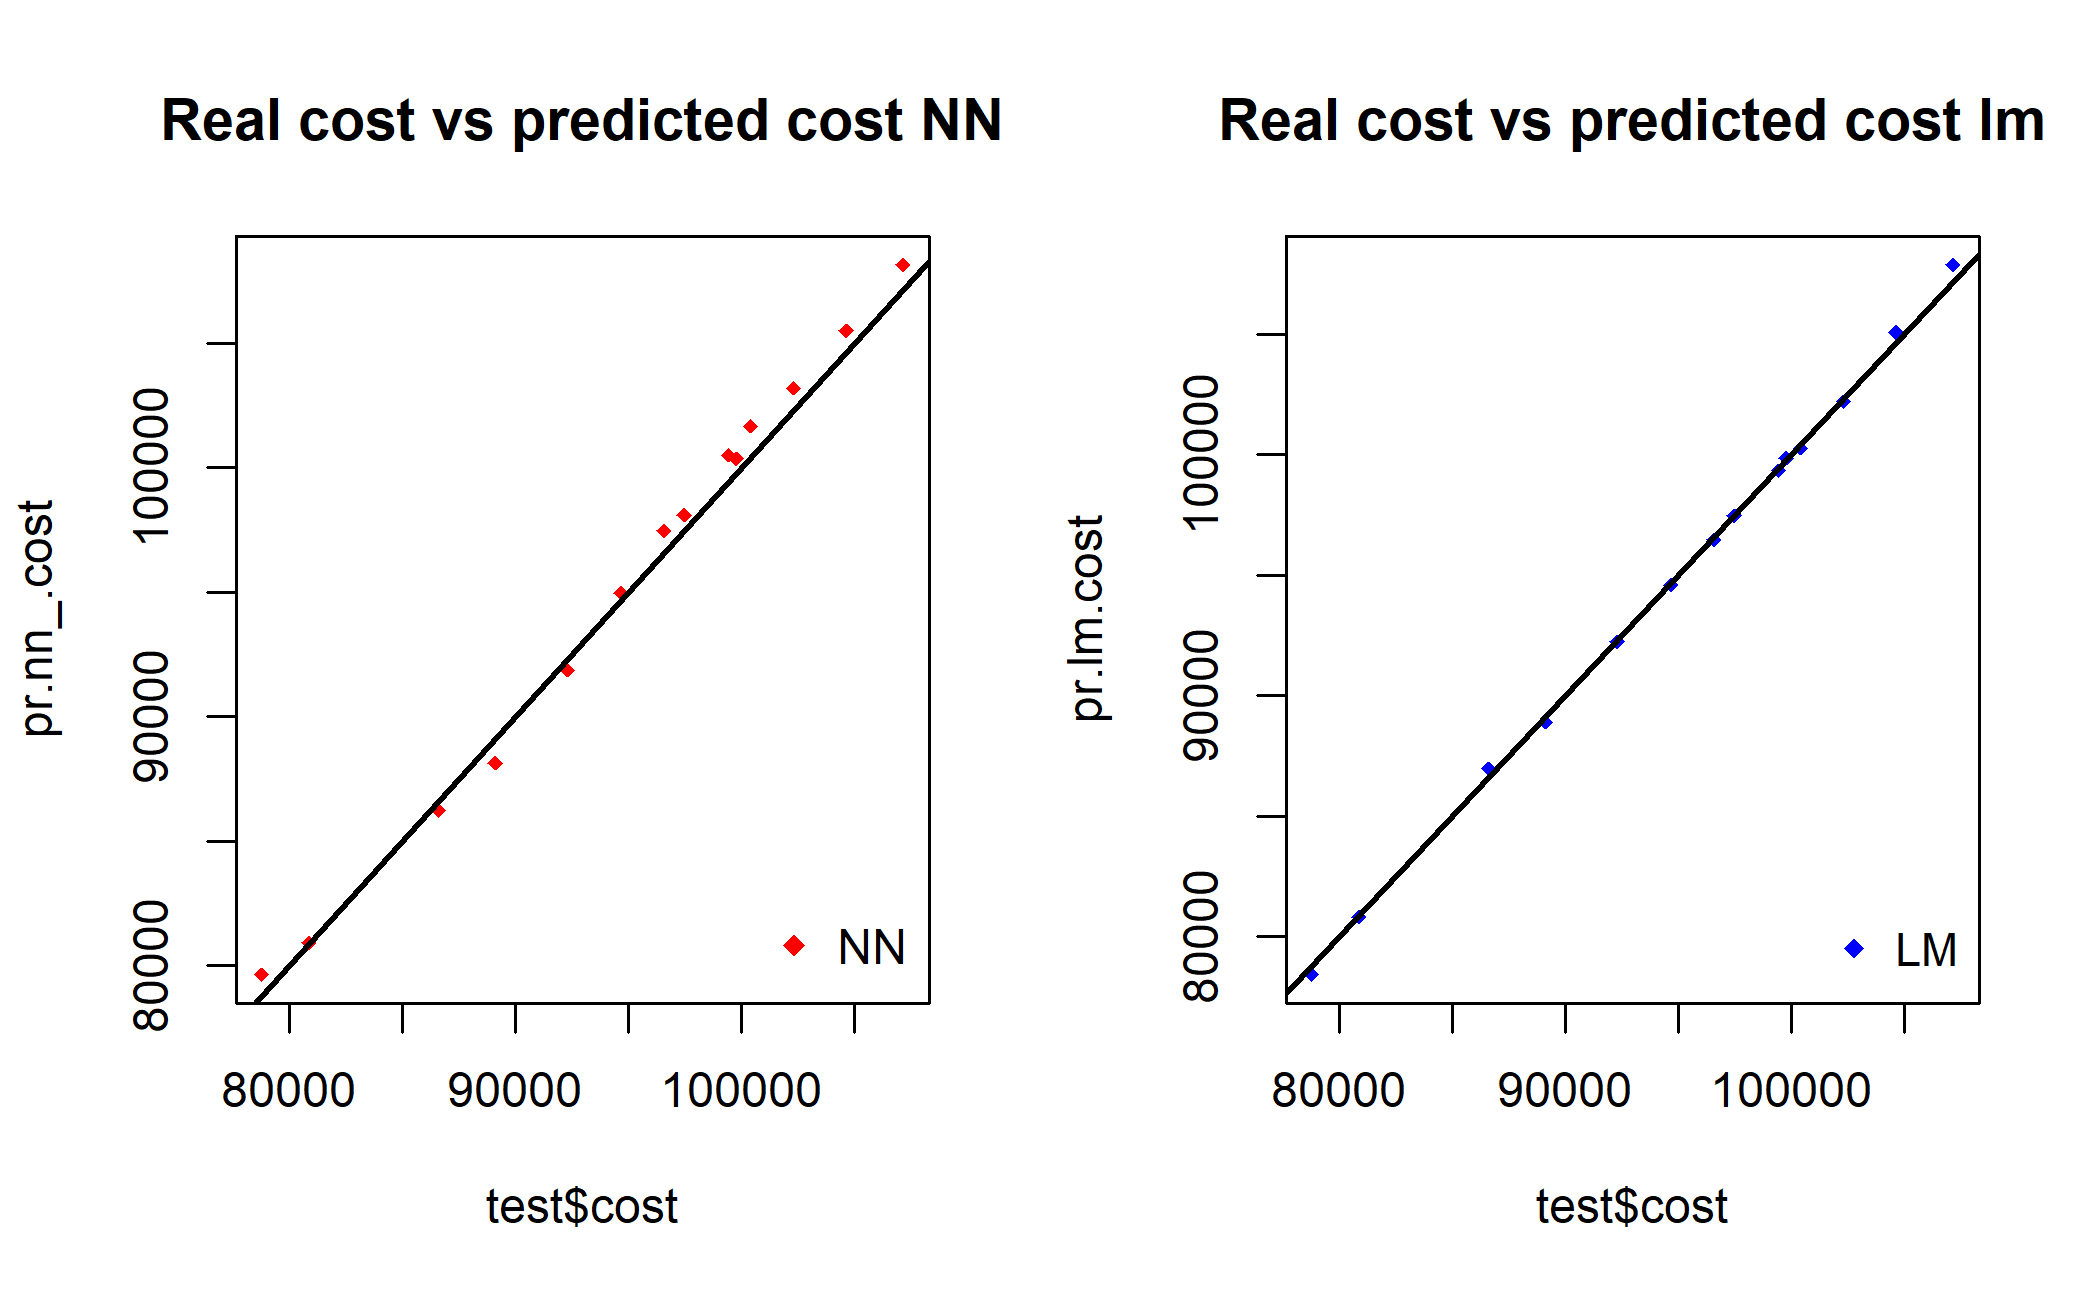 Real cost vs predicted cost NN
pr.nn_.cost
100000
90000
80000
NN
80000 90000 100000
test$cost
Real cost vs predicted cost lm
pr.lm.cost
100000
90000
80000
LM
80000 90000 100000
test$cost